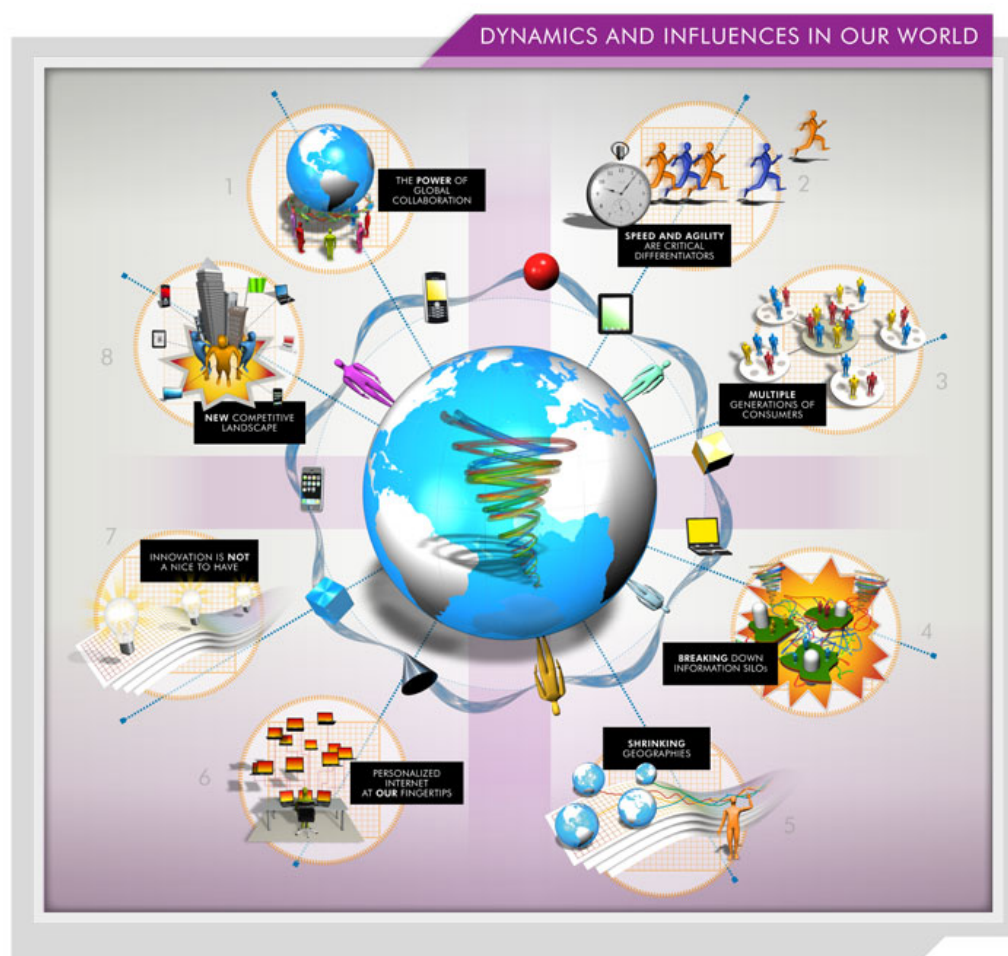 DYNAMICS AND INFLUENCES IN OUR WORLD
1
THE POWER OF
GLOBAL
COLLABORATION
2
SPEED AND AGILITY
ARE CRITICAL
DIFFERENTIATORS
3
MULTIPLE
GENERATIONS OF
CONSUMERS
4
BREAKING DOWN
INFORMATION SILOs
5
SHRINKING
GEOGRAPHIES
6
PERSONALIZED
INTERNET
AT OUR FINGERTIPS
7
INNOVATION IS NOT
A NICE TO HAVE
8
NEW COMPETITIVE
LANDSCAPE